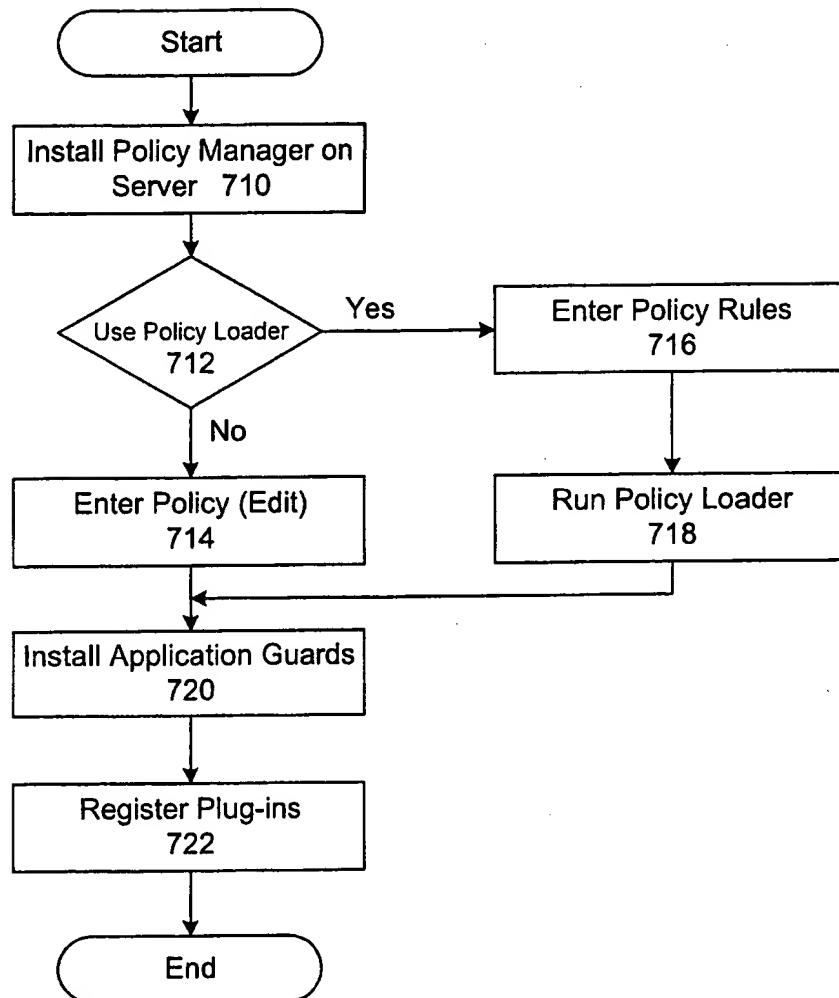 Start
Install Policy Manager on
Server 710
Use Policy Loader
712
Yes
Enter Policy Rules
716
No
Enter Policy (Edit)
714
Run Policy Loader
718
Install Application Guards
720
Register Plug-ins
722
End